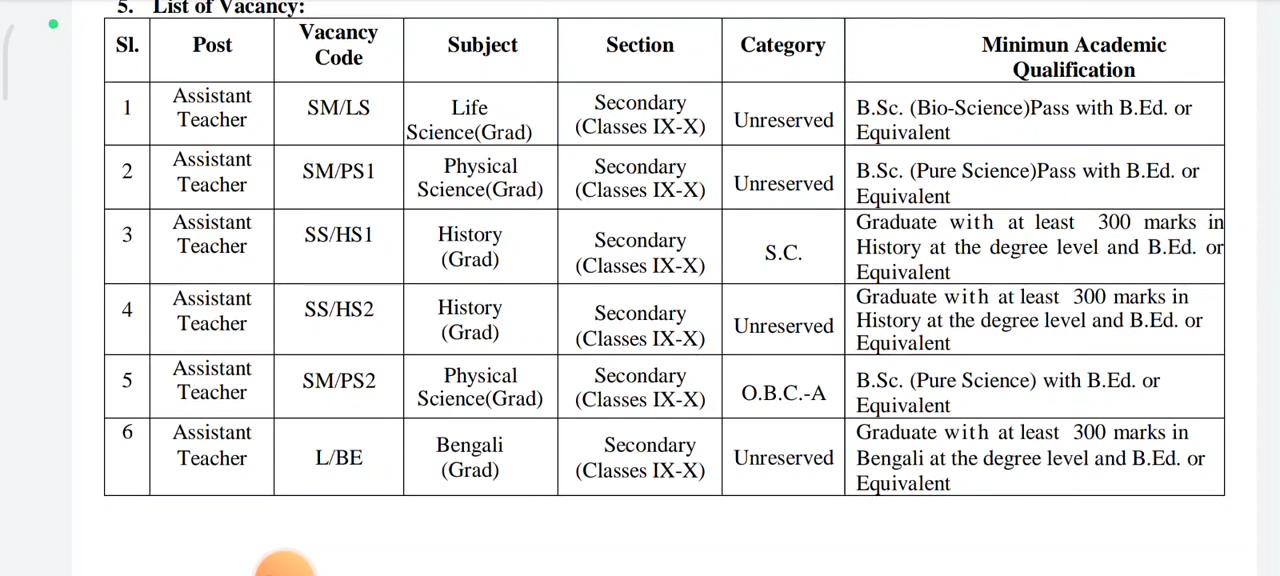 5. List of Vacancy:
Sl.
Post
Vacancy
Code
Subject
Section
Category
Minimun Academic
Qualification
1
Assistant
Teacher
SM/LS
Life
Science(Grad)
Secondary
(Classes IX-X)
Unreserved
B.Sc. (Bio-Science)Pass with B.Ed. or
Equivalent
2
Assistant
Teacher
SM/PS1
Physical
Science(Grad)
Secondary
(Classes IX-X)
Unreserved
B.Sc. (Pure Science)Pass with B.Ed. or
Equivalent
3
Assistant
Teacher
SS/HS1
History
(Grad)
Secondary
(Classes IX-X)
S.C.
Graduate with at least 300 marks in
History at the degree level and B.Ed. or
Equivalent
4
Assistant
Teacher
SS/HS2
History
(Grad)
Secondary
(Classes IX-X)
Unreserved
Graduate with at least 300 marks in
History at the degree level and B.Ed. or
Equivalent
5
Assistant
Teacher
SM/PS2
Physical
Science(Grad)
Secondary
(Classes IX-X)
O.B.C.-A
B.Sc. (Pure Science) with B.Ed. or
Equivalent
6
Assistant
Teacher
L/BE
Bengali
(Grad)
Secondary
(Classes IX-X)
Unreserved
Graduate with at least 300 marks in
Bengali at the degree level and B.Ed. or
Equivalent